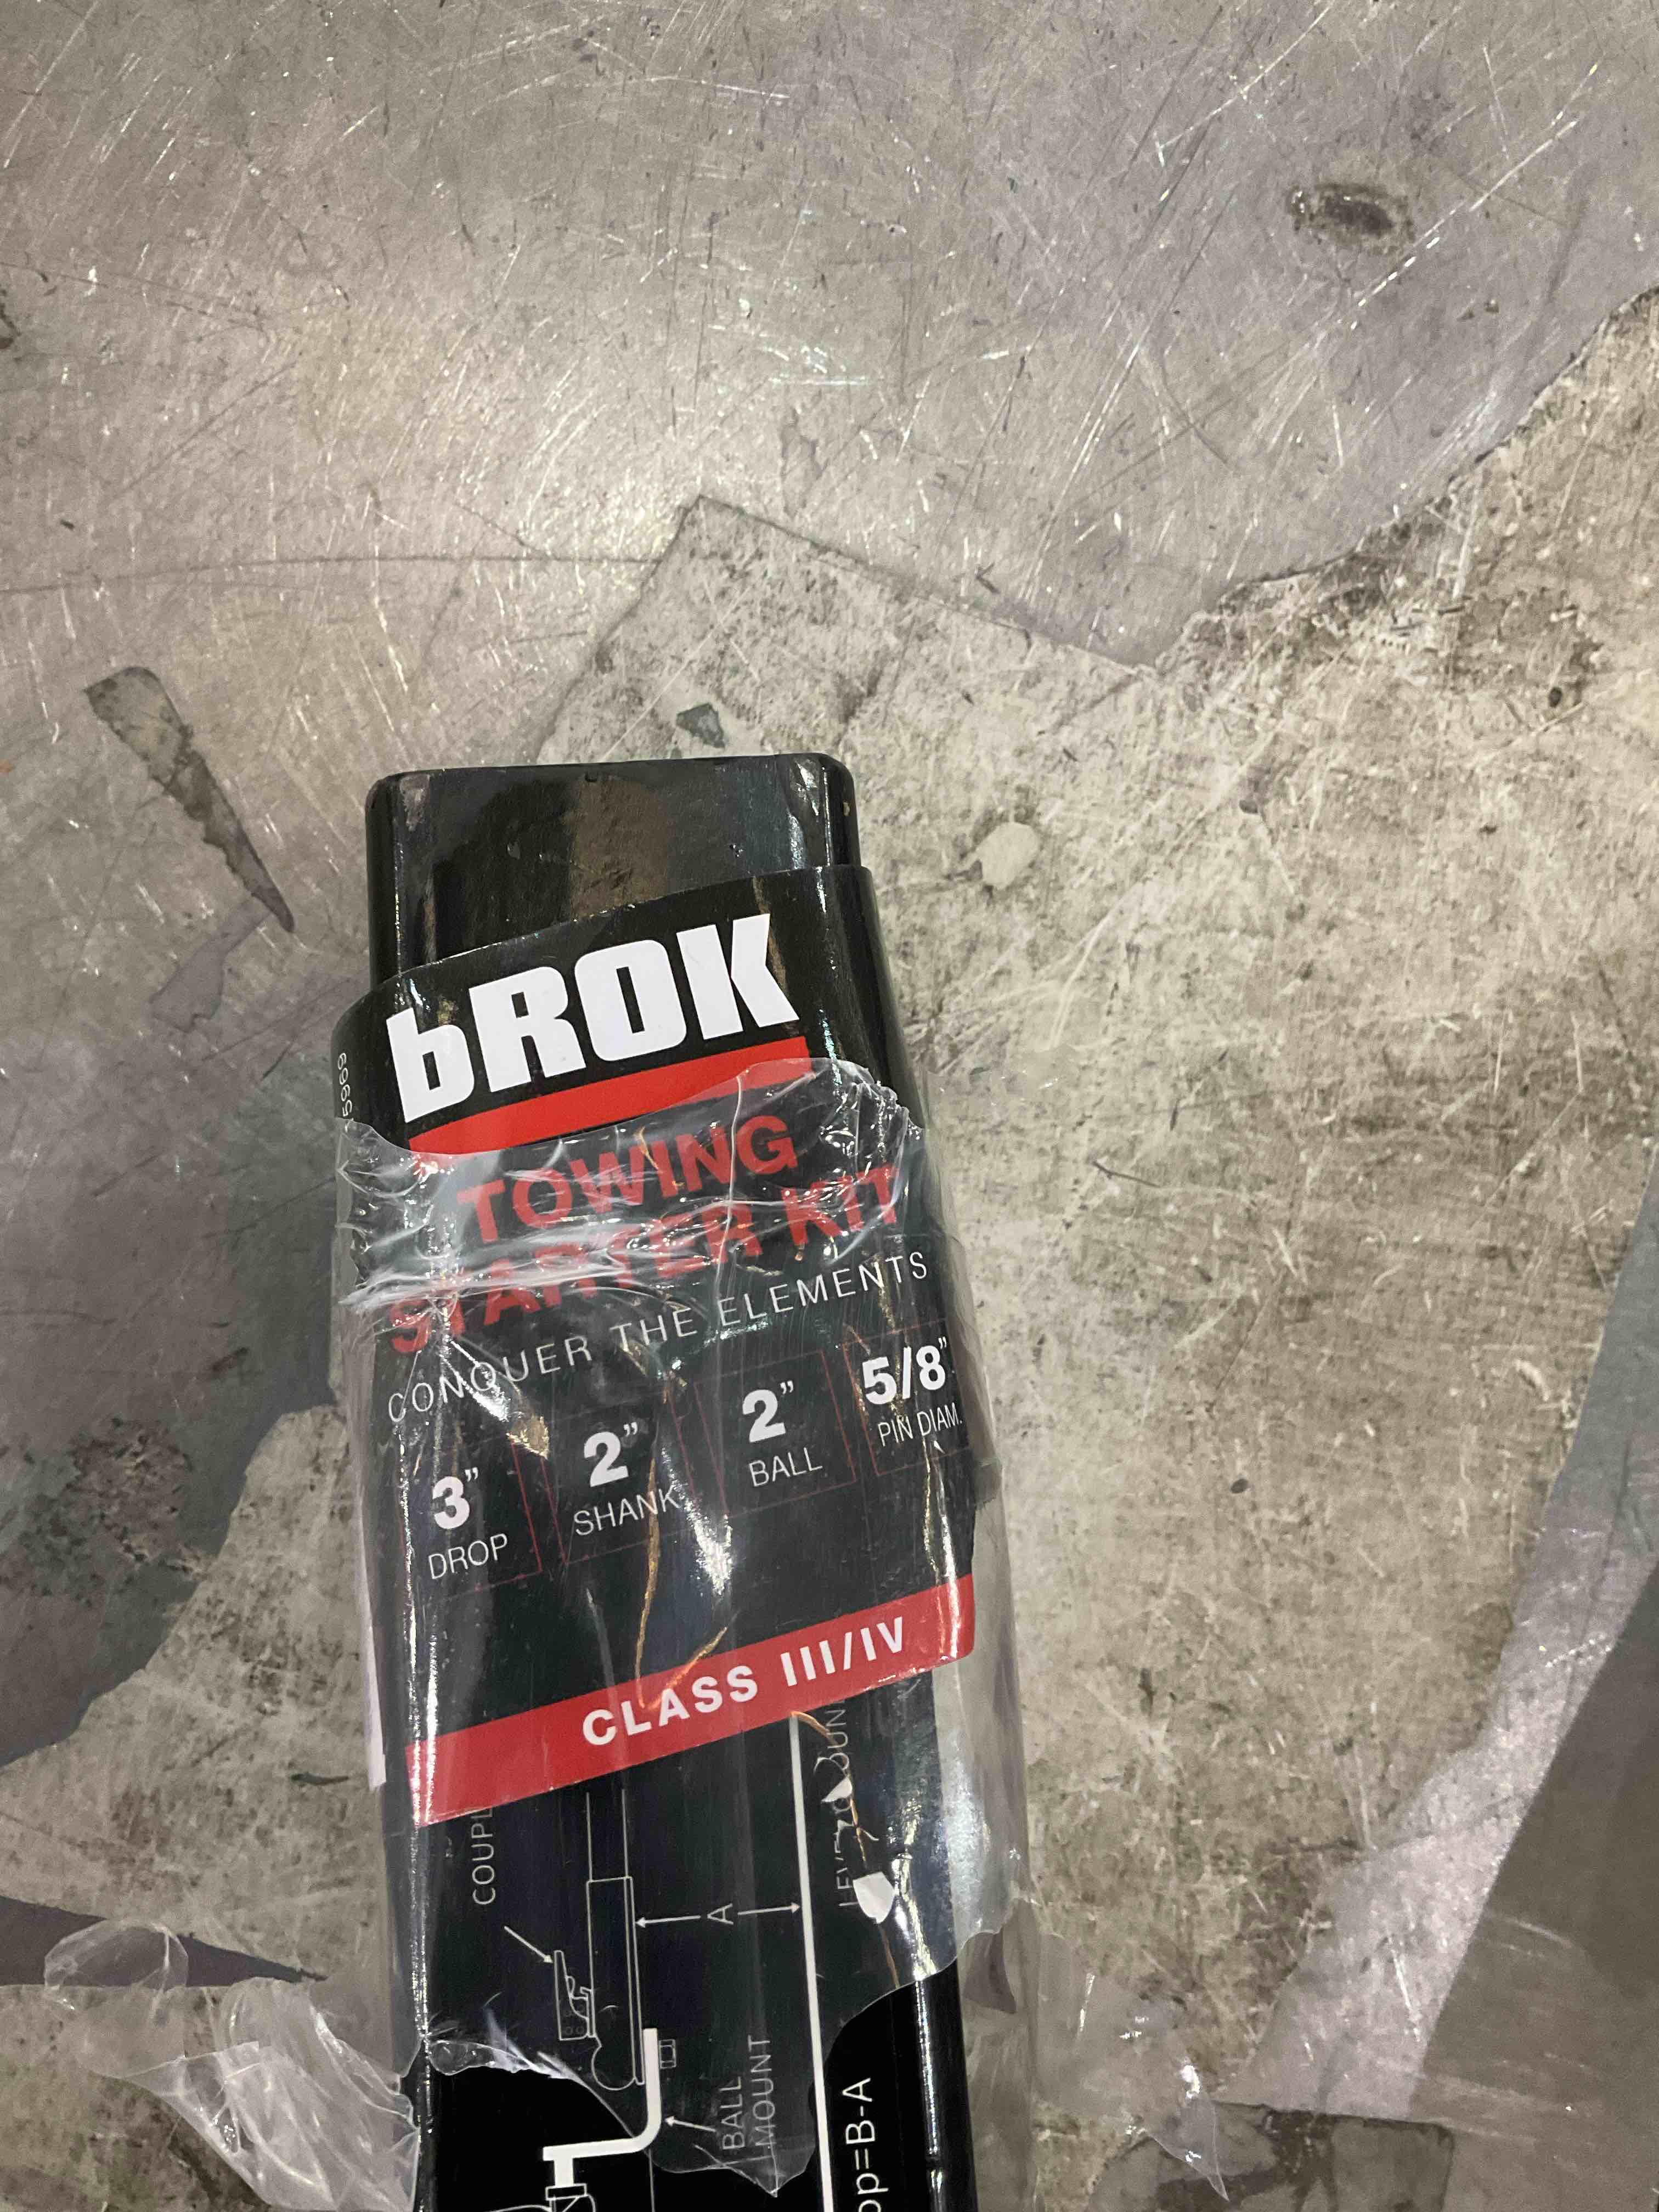 bROK
TOWING
STARTER KIT
CONQUER THE ELEMENTS
3" DROP
2" SHANK
2" BALL
5/8" PIN DIAM.
CLASS III/IV
A
BALL
MOUNT
=B-A